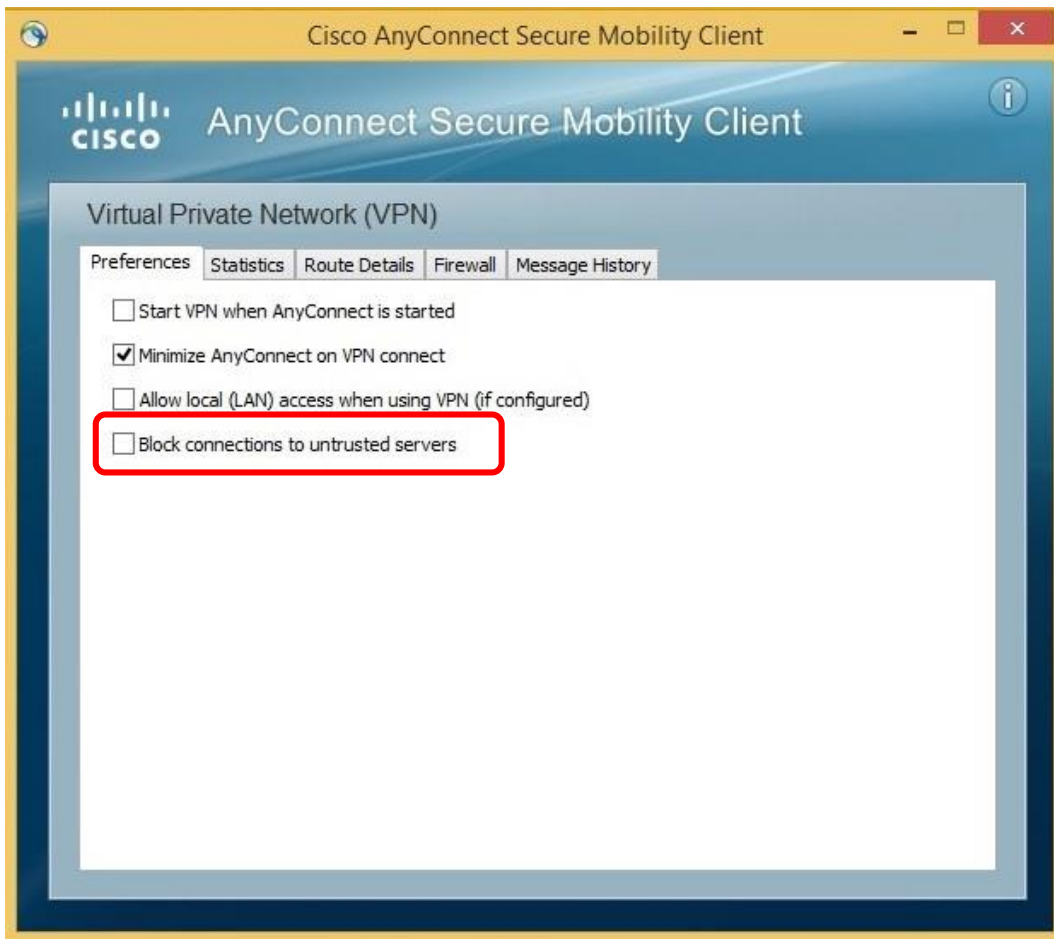 Cisco AnyConnect Secure Mobility Client
CISCO
AnyConnect Secure Mobility Client
Virtual Private Network (VPN)
Preferences Statistics Route Details Firewall Message History
Start VPN when AnyConnect is started
Minimize AnyConnect on VPN connect
Allow local (LAN) access when using VPN (if configured)
Block connections to untrusted servers